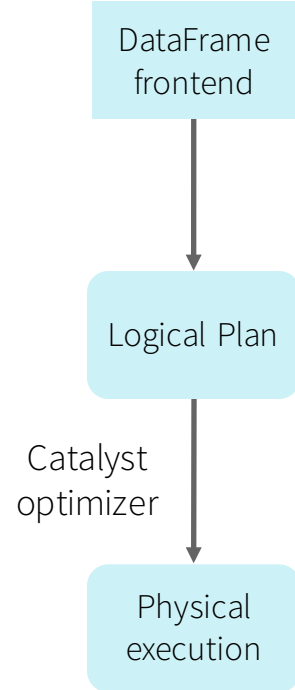 DataFrame
frontend
Logical Plan
Catalyst
optimizer
Physical
execution